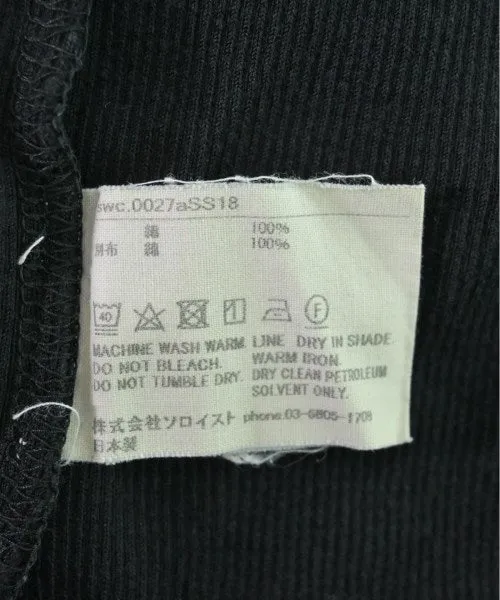 swc.0027aSS18
綿 100%
別布 綿 100%
40 F
MACHINE WASH WARM. LINE DRY IN SHADE.
DO NOT BLEACH. WARM IRON.
DO NOT TUMBLE DRY. DRY CLEAN PETROLEUM
SOLVENT ONLY.
株式会社ソロイスト phone.03-6805-1709
日本製